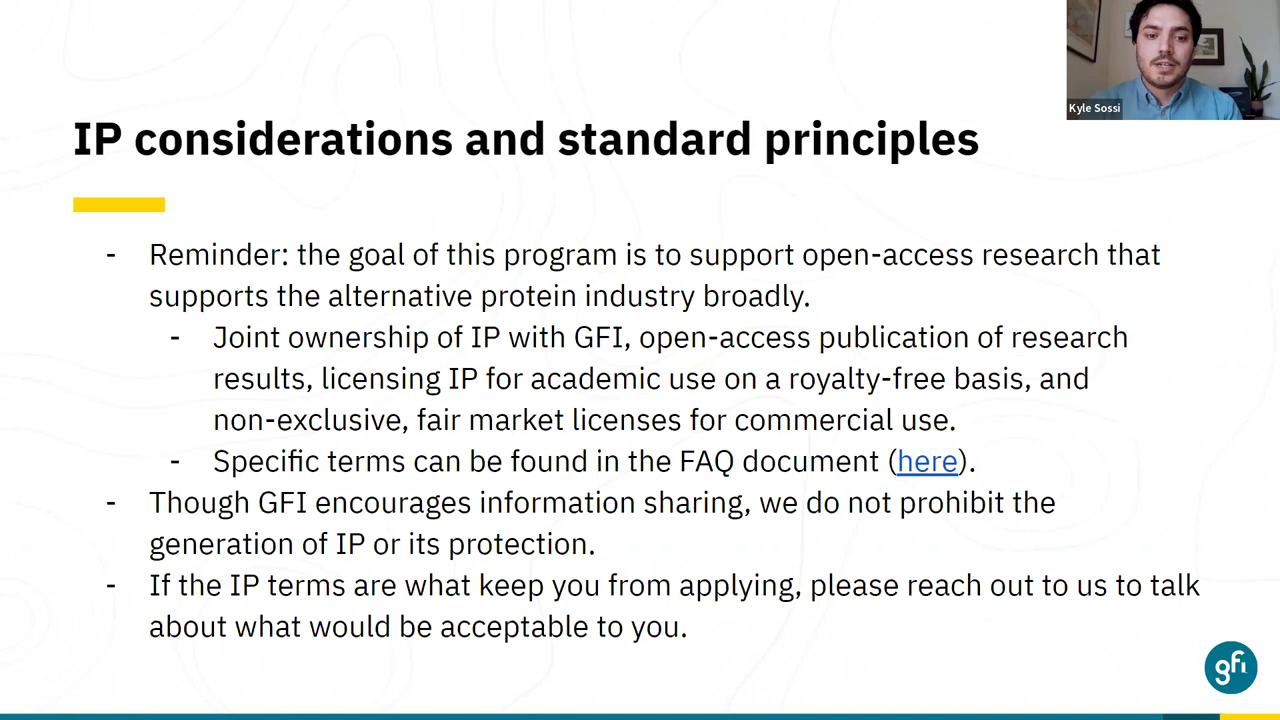 Kyle Sossi
IP considerations and standard principles
- Reminder: the goal of this program is to support open-access research that
supports the alternative protein industry broadly.
- Joint ownership of IP with GFI, open-access publication of research
results, licensing IP for academic use on a royalty-free basis, and
non-exclusive, fair market licenses for commercial use.
- Specific terms can be found in the FAQ document (here).
- Though GFI encourages information sharing, we do not prohibit the
generation of IP or its protection.
- If the IP terms are what keep you from applying, please reach out to us to talk
about what would be acceptable to you.
gfi